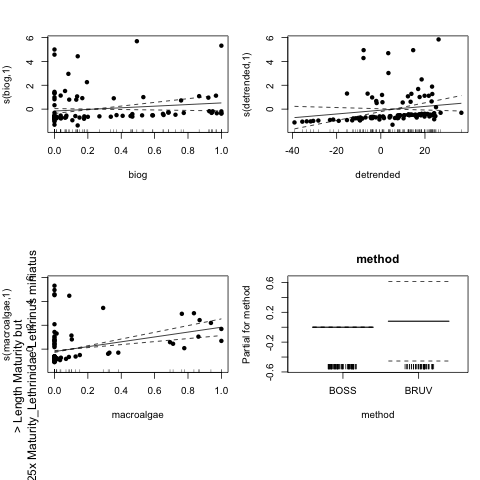 s(biog,1)
6
4
2
0
0.0 0.2 0.4 0.6 0.8 1.0
biog
s(detrended,1)
6
4
2
0
-40 -20 0 20
detrended
> Length Maturity but
25x Maturity_Lethrinidae Lethrinus miniatus
s(macroalgae,1)
0.0 0.2 0.4 0.6 0.8 1.0
macroalgae
method
Partial for method
0.6
0.2
-0.2
-0.6
BOSS BRUV
method